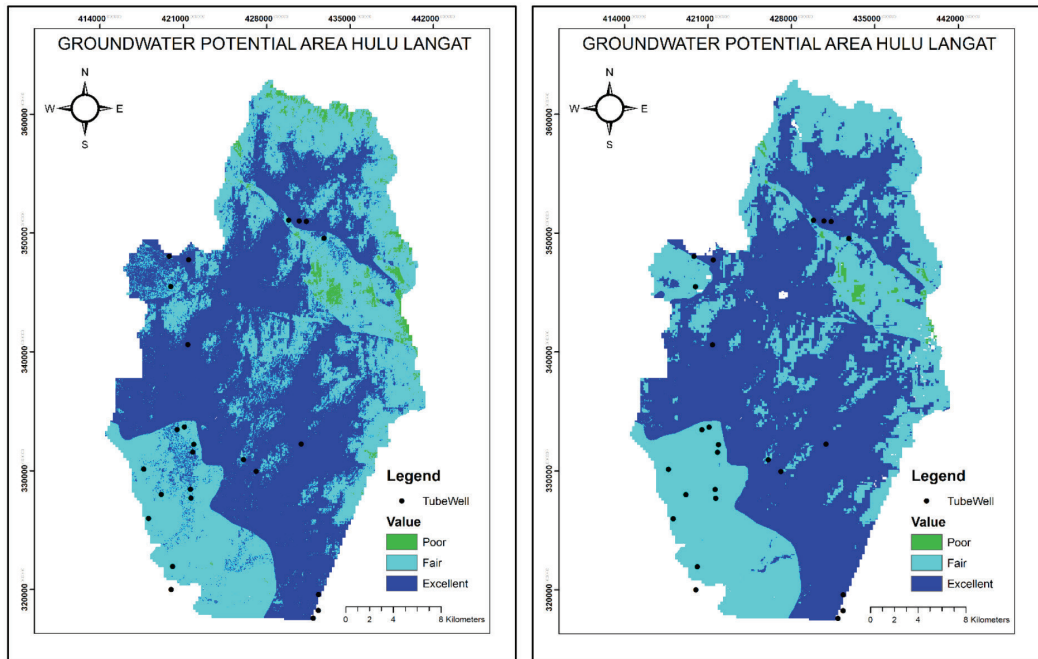 414000 421000 428000 435000 442000
GROUNDWATER POTENTIAL AREA HULU LANGAT
N
W E
S
360000
350000
340000
330000
320000
Legend
TubeWell
Value
Poor
Fair
Excellent
0 2 4 8 Kilometers
414000 421000 428000 435000 442000
GROUNDWATER POTENTIAL AREA HULU LANGAT
N
W E
S
360000
350000
340000
330000
320000
Legend
TubeWell
Value
Poor
Fair
Excellent
0 2 4 8 Kilometers